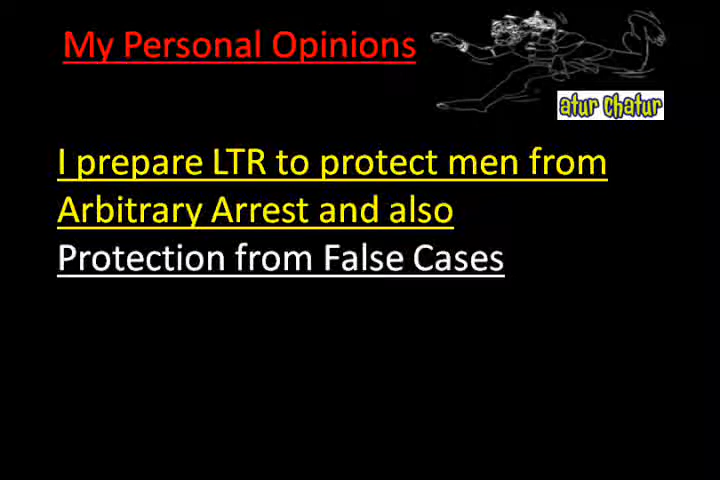 My Personal Opinions
atur chatur
I prepare LTR to protect men from
Arbitrary Arrest and also
Protection from False Cases